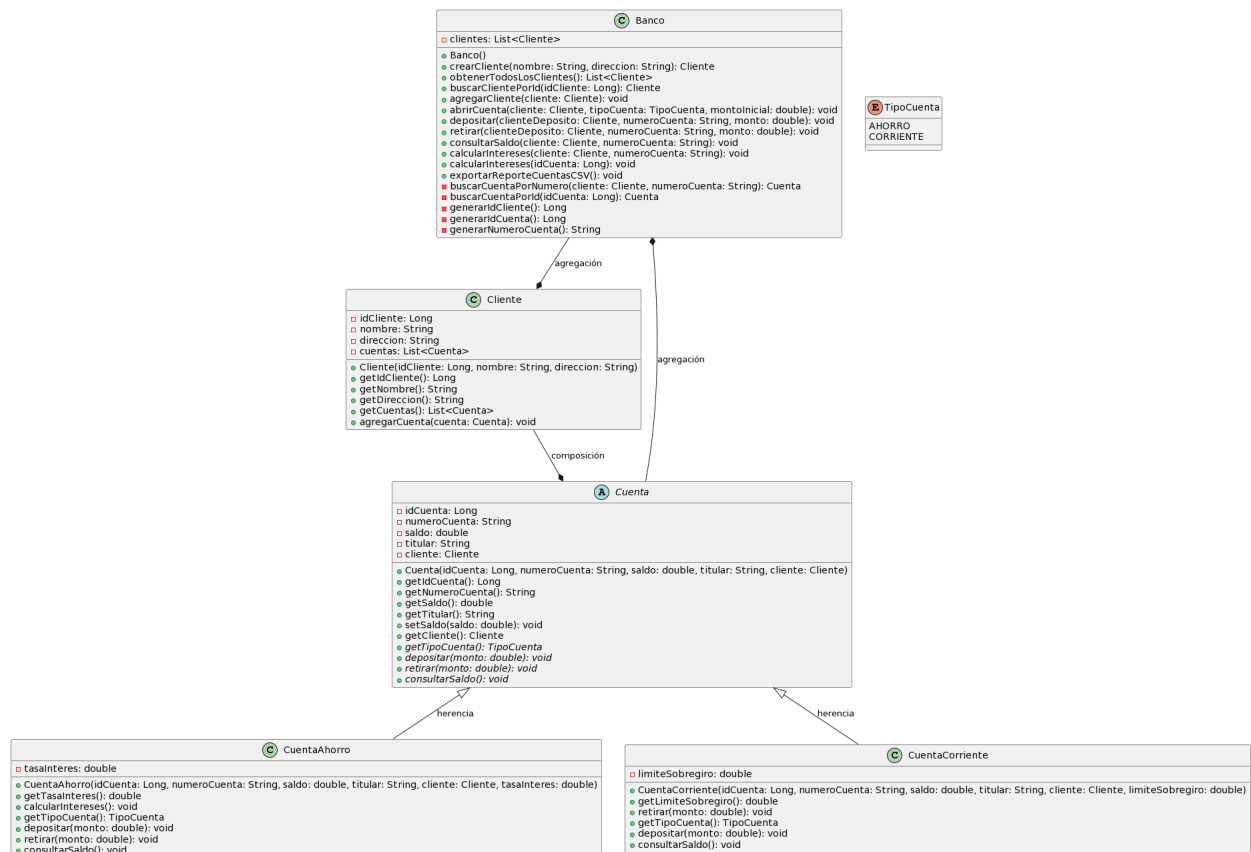 C Banco
clientes: List<Cliente>
Banco()
crearCliente(nombre: String, direccion: String): Cliente
obtenerTodosLosClientes(): List<Cliente>
buscarClientePorId(idCliente: Long): Cliente
agregarCliente(cliente: Cliente): void
abrirCuenta(cliente: Cliente, tipoCuenta: TipoCuenta, montoInicial: double): void
depositar(clienteDeposito: Cliente, numeroCuenta: String, monto: double): void
retirar(clienteDeposito: Cliente, numeroCuenta: String, monto: double): void
consultarSaldo(cliente: Cliente, numeroCuenta: String): void
calcularIntereses(cliente: Cliente, numeroCuenta: String): void
calcularIntereses(idCuenta: Long): void
exportarReporteCuentasCSV(): void
buscarCuentaPorNumero(cliente: Cliente, numeroCuenta: String): Cuenta
buscarCuentaPorId(idCuenta: Long): Cuenta
generarIdCliente(): Long
generarIdCuenta(): Long
generarNumeroCuenta(): String
E TipoCuenta
AHORRO
CORRIENTE
agregación
C Cliente
idCliente: Long
nombre: String
direccion: String
cuentas: List<Cuenta>
Cliente(idCliente: Long, nombre: String, direccion: String)
getIdCliente(): Long
getNombre(): String
getDireccion(): String
getCuentas(): List<Cuenta>
agregarCuenta(cuenta: Cuenta): void
agregación
composición
A Cuenta
idCuenta: Long
numeroCuenta: String
saldo: double
titular: String
cliente: Cliente
Cuenta(idCuenta: Long, numeroCuenta: String, saldo: double, titular: String, cliente: Cliente)
getIdCuenta(): Long
getNumeroCuenta(): String
getSaldo(): double
getTitular(): String
setSaldo(saldo: double): void
getCliente(): Cliente
getTipoCuenta(): TipoCuenta
depositar(monto: double): void
retirar(monto: double): void
consultarSaldo(): void
herencia
herencia
C CuentaAhorro
tasaInteres: double
CuentaAhorro(idCuenta: Long, numeroCuenta: String, saldo: double, titular: String, cliente: Cliente, tasaInteres: double)
getTasaInteres(): double
calcularIntereses(): void
getTipoCuenta(): TipoCuenta
depositar(monto: double): void
retirar(monto: double): void
consultarSaldo(): void
C CuentaCorriente
limiteSobregiro: double
CuentaCorriente(idCuenta: Long, numeroCuenta: String, saldo: double, titular: String, cliente: Cliente, limiteSobregiro: double)
getLimiteSobregiro(): double
retirar(monto: double): void
getTipoCuenta(): TipoCuenta
depositar(monto: double): void
consultarSaldo(): void